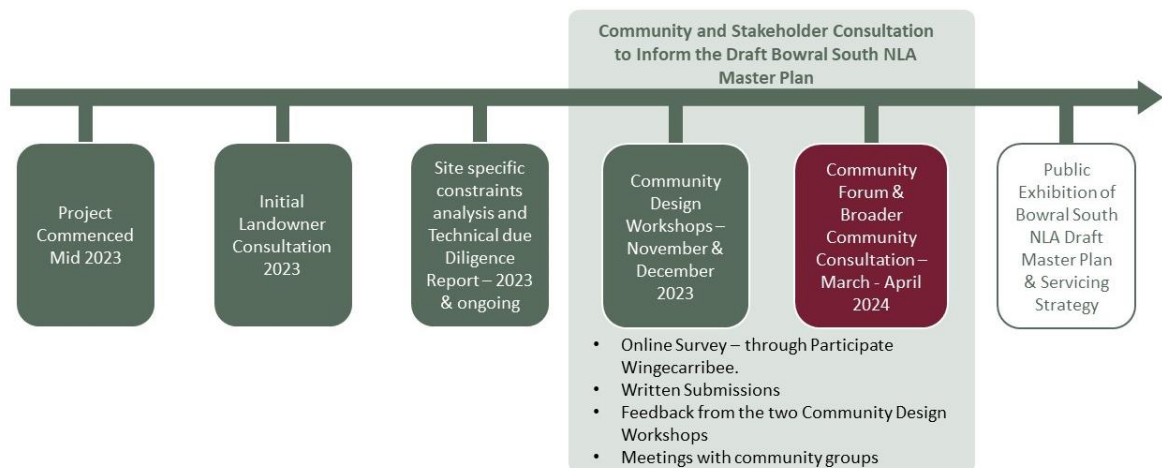 Community and Stakeholder Consultation
to Inform the Draft Bowral South NLA
Master Plan
Project
Commenced
Mid 2023
Initial
Landowner
Consultation
2023
Site specific
constraints
analysis and
Technical due
Diligence
Report – 2023
& ongoing
Community
Design
Workshops –
November &
December
2023
Community
Forum &
Broader
Community
Consultation –
March - April
2024
Public
Exhibition of
Bowral South
NLA Draft
Master Plan
& Servicing
Strategy
• Online Survey – through Participate
Wingecarribee.
• Written Submissions
• Feedback from the two Community Design
Workshops
• Meetings with community groups